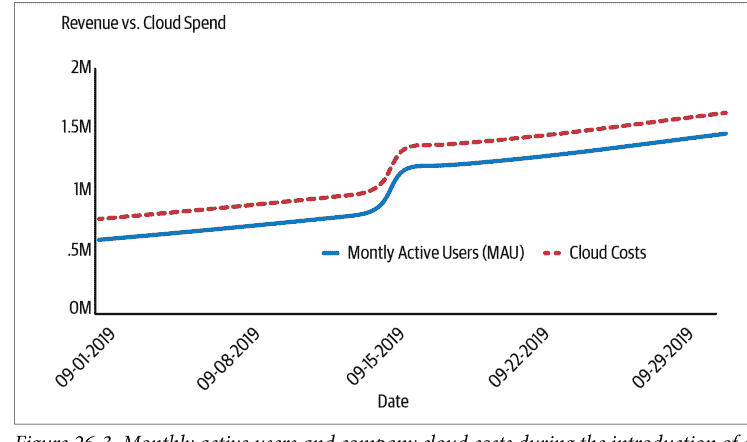 Revenue vs. Cloud Spend
2M
1.5M
1M
.5M
0M
Montly Active Users (MAU) Cloud Costs
09-01-2019 09-08-2019 09-15-2019 09-22-2019 09-29-2019
Date
Figure 26-3. Monthly active users and company cloud costs during the introduction of